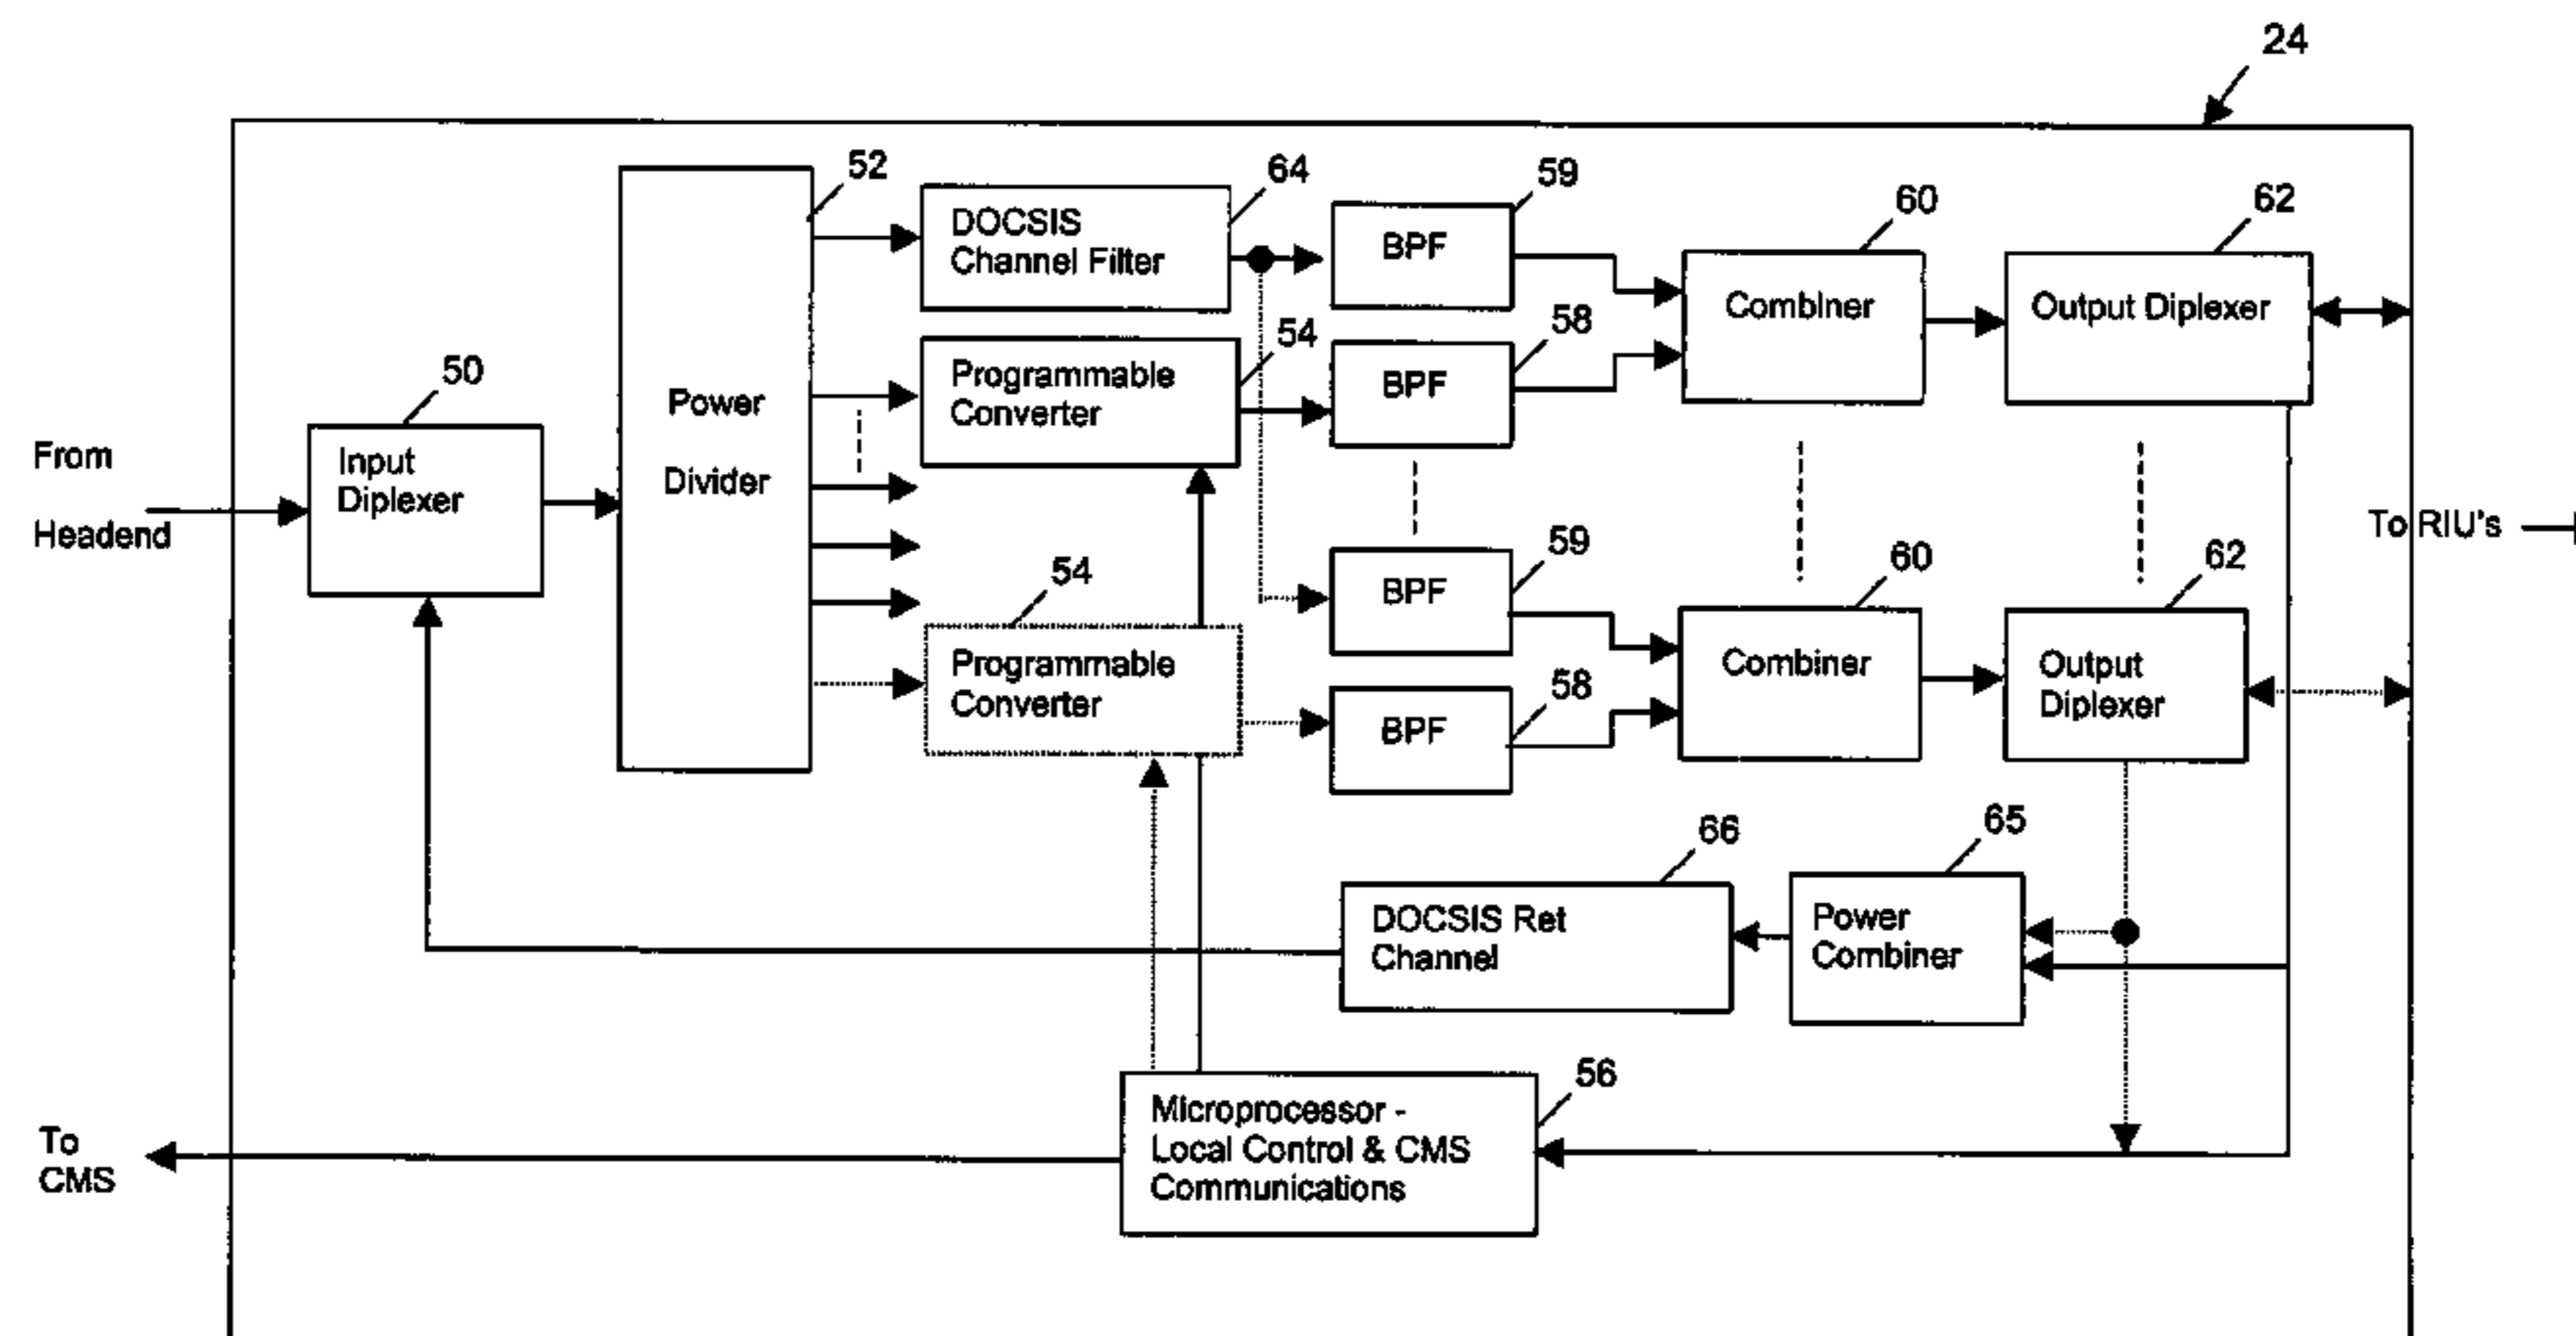 24
52
64
59
60
62
DOCSIS
Channel Filter
BPF
Combiner
Output Diplexer
54
58
50
Programmable
Converter
BPF
Power
Divider
From
Headend
Input
Diplexer
To RIU's
59
60
62
54
BPF
Programmable
Converter
Combiner
Output
Diplexer
58
BPF
66
65
DOCSIS Ret
Channel
Power
Combiner
56
Microprocessor -
Local Control & CMS
Communications
To
CMS